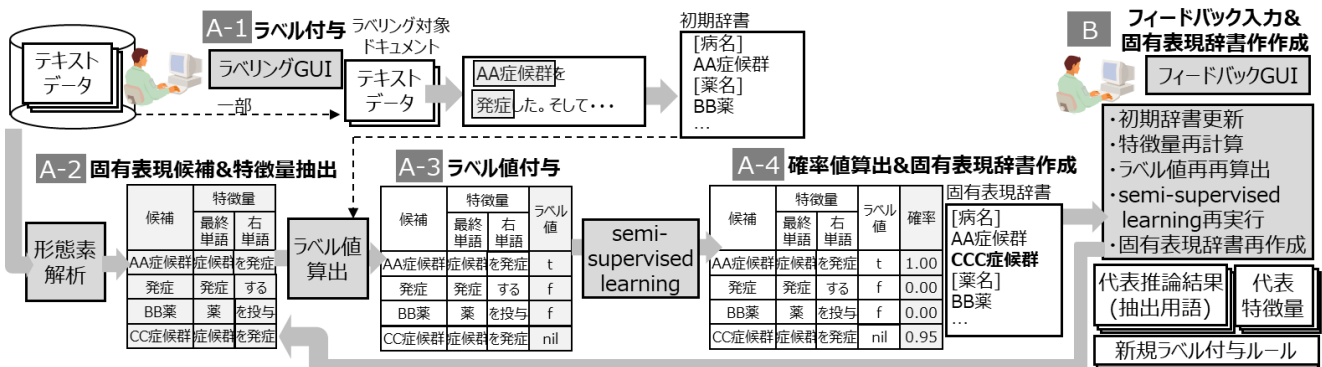 A-1 ラベル付与
テキスト
データ
ラベリングGUI
一部
ラベリング対象
ドキュメント
テキスト
データ
AA症候群を
発症した。そして・・・
初期辞書
[病名]
AA症候群
[薬名]
BB薬
…
A-2 固有表現候補&特徴量抽出
形態素
解析
候補 特徴量
最終単語 右単語
AA症候群 症候群 を発症
発症 発症 する
BB薬 薬 を投与
CC症候群 症候群 を発症
ラベル値
算出
A-3 ラベル値付与
候補 特徴量 ラベル値
最終単語 右単語
AA症候群 症候群 を発症 t
発症 発症 する f
BB薬 薬 を投与 f
CC症候群 症候群 を発症 nil
semi-
supervised
learning
A-4 確率値算出&固有表現辞書作成
候補 特徴量 ラベル値 確率
最終単語 右単語
AA症候群 症候群 を発症 t 1.00
発症 発症 する f 0.00
BB薬 薬 を投与 f 0.00
CC症候群 症候群 を発症 nil 0.95
固有表現辞書
[病名]
AA症候群
CCC症候群
[薬名]
BB薬
…
B フィードバック入力&
固有表現辞書作作成
フィードバックGUI
・初期辞書更新
・特徴量再計算
・ラベル値再再算出
・semi-supervised
learning再実行
・固有表現辞書再作成
代表推論結果
(抽出用語)
代表
特徴量
新規ラベル付与ルール